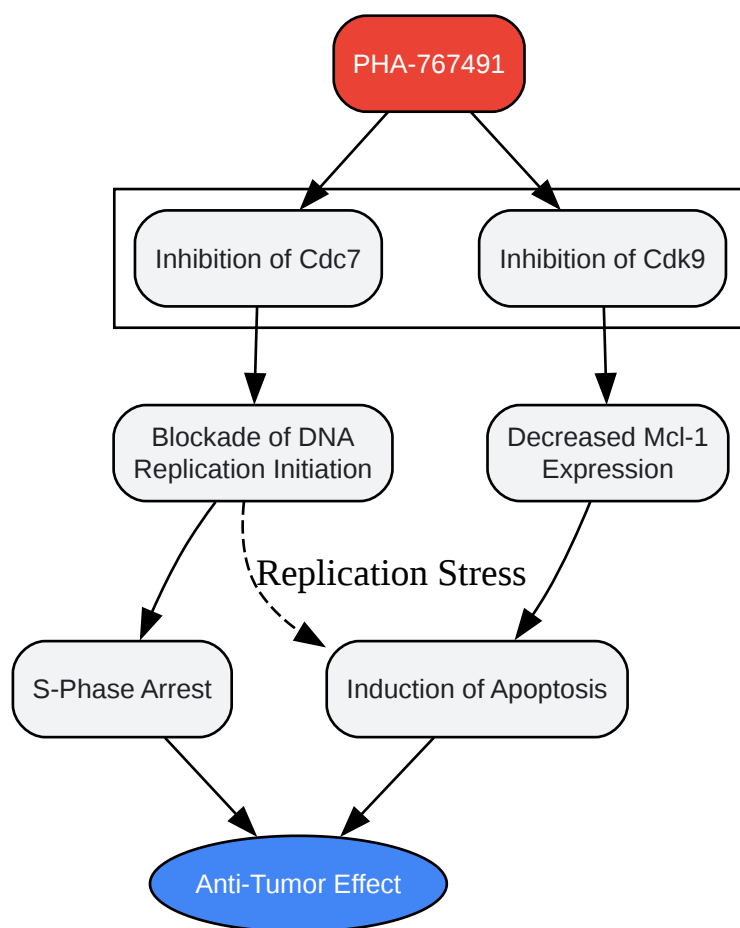 PHA-767491
Inhibition of Cdc7
Inhibition of Cdk9
Blockade of DNA
Replication Initiation
Decreased Mcl-1
Expression
Replication Stress
S-Phase Arrest
Induction of Apoptosis
Anti-Tumor Effect